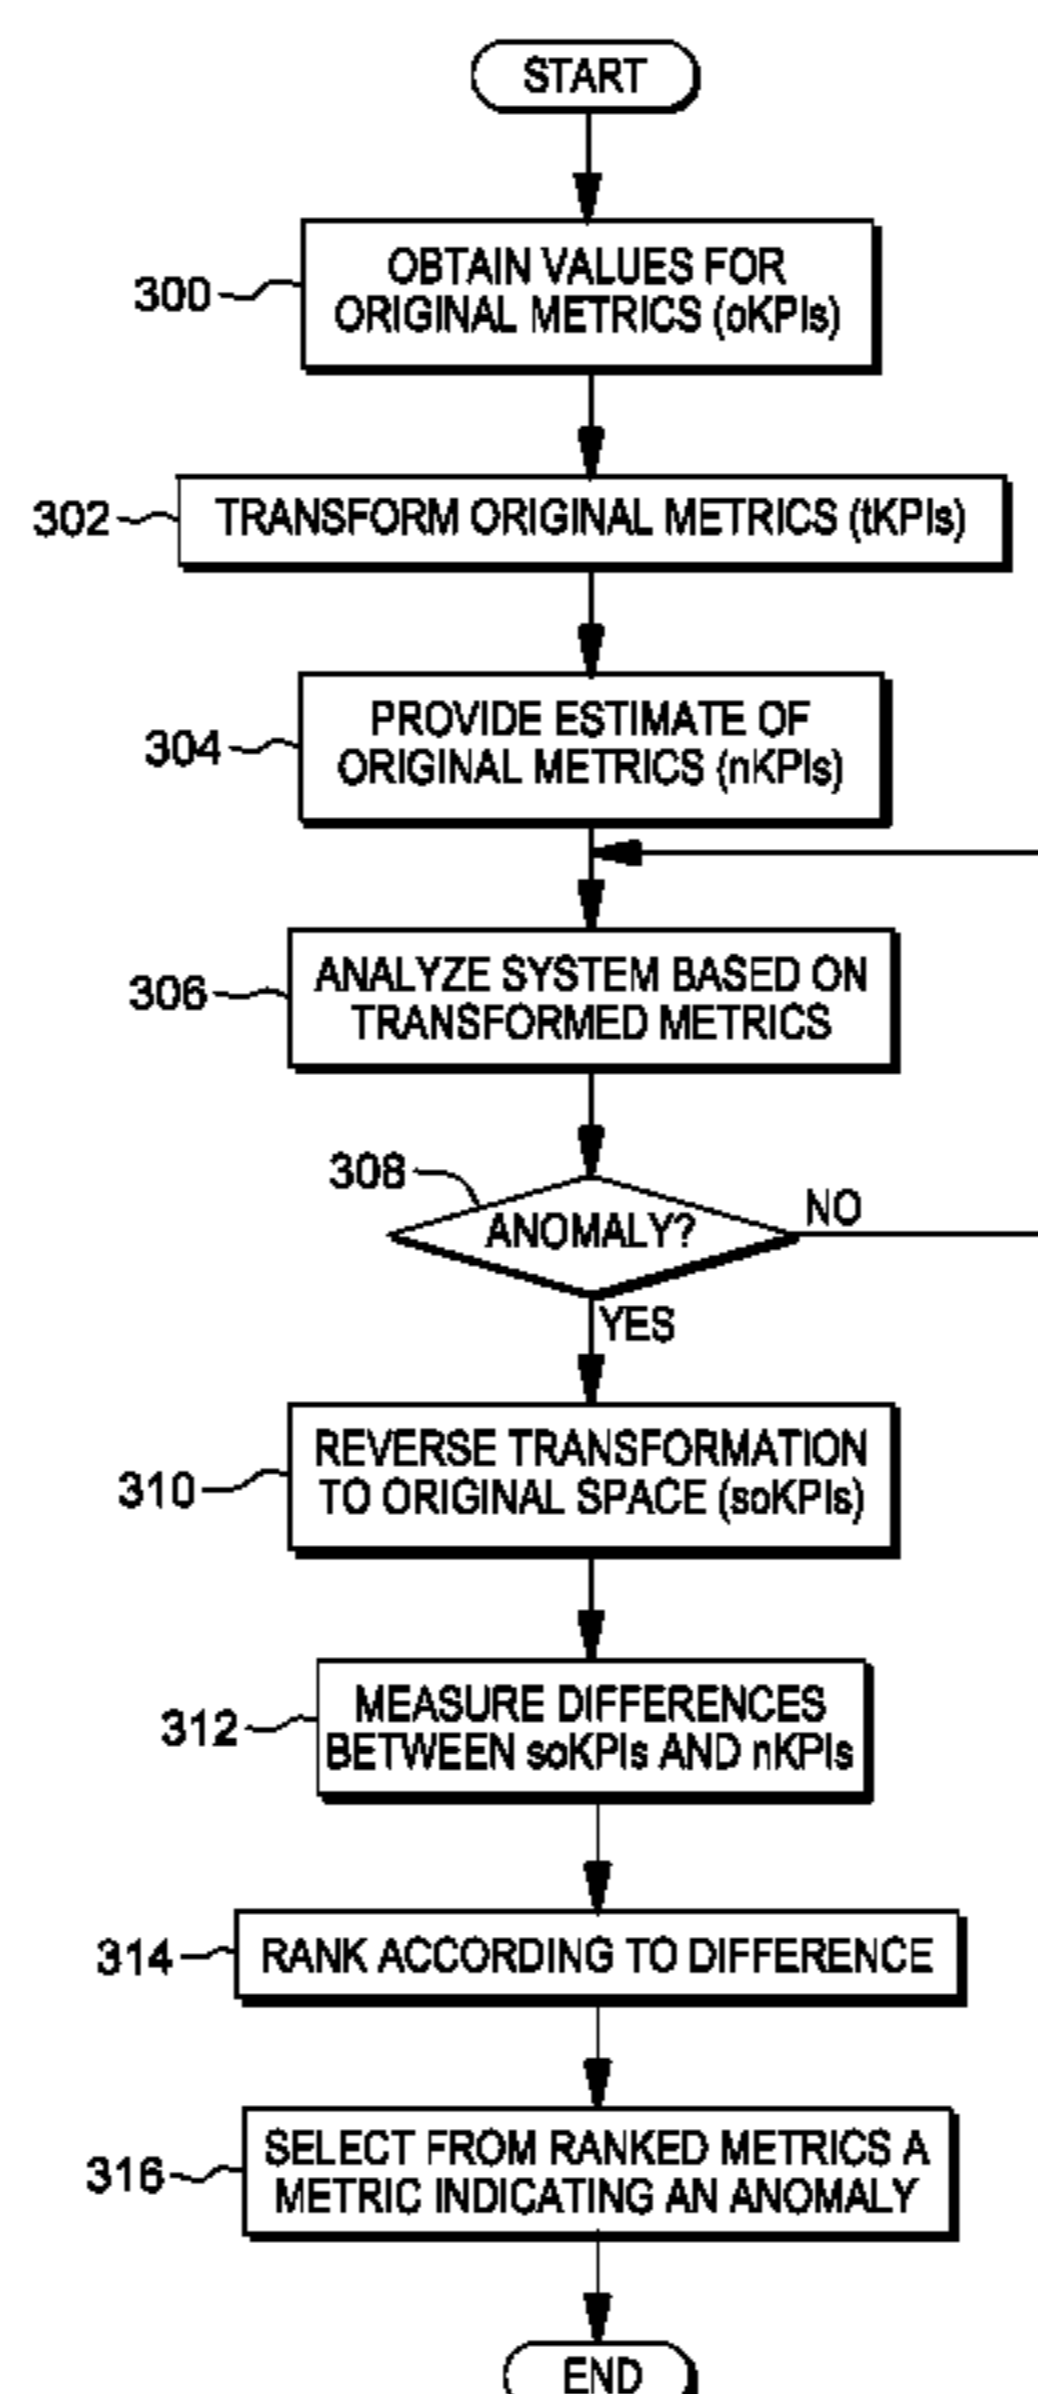 START
300
OBTAIN VALUES FOR
ORIGINAL METRICS (oKPIs)
302
TRANSFORM ORIGINAL METRICS (tKPIs)
304
PROVIDE ESTIMATE OF
ORIGINAL METRICS (nKPIs)
306
ANALYZE SYSTEM BASED ON
TRANSFORMED METRICS
308
ANOMALY?
NO
YES
310
REVERSE TRANSFORMATION
TO ORIGINAL SPACE (soKPIs)
312
MEASURE DIFFERENCES
BETWEEN soKPIs AND nKPIs
314
RANK ACCORDING TO DIFFERENCE
316
SELECT FROM RANKED METRICS A
METRIC INDICATING AN ANOMALY
END